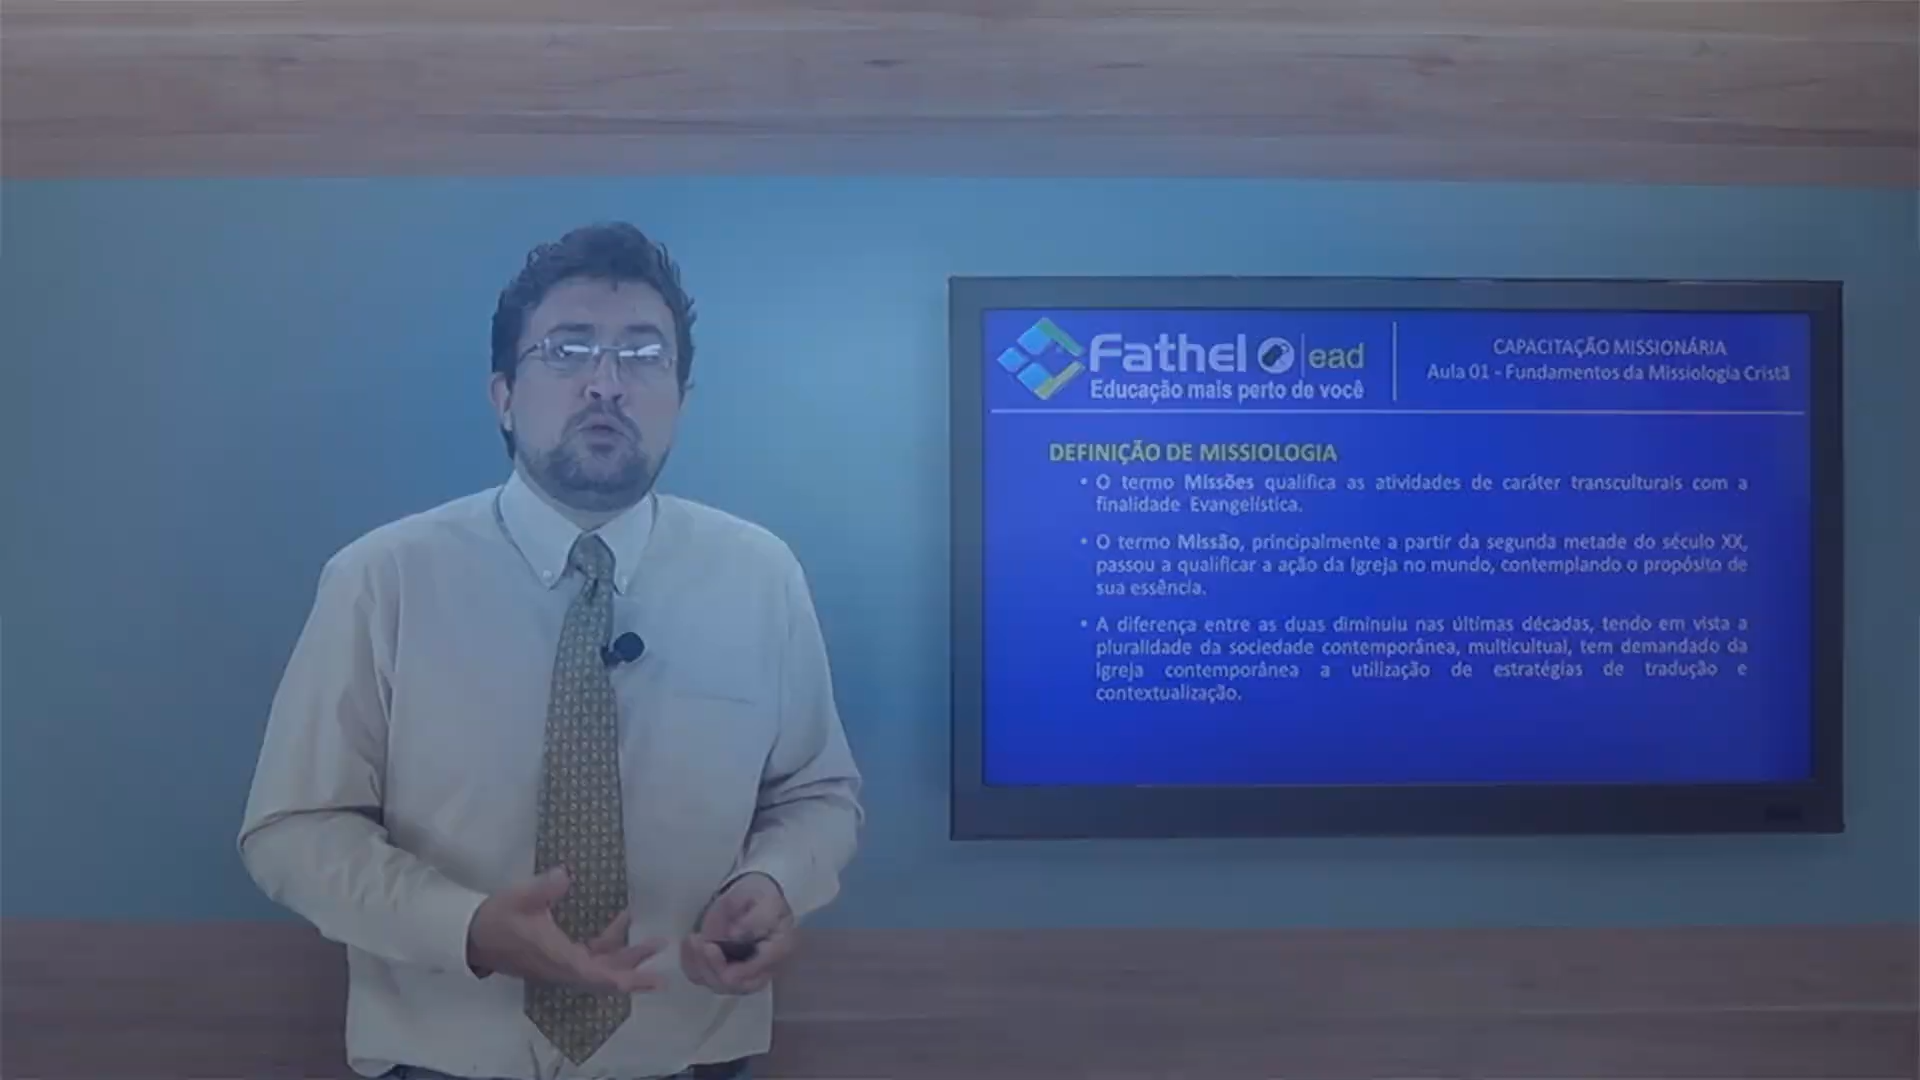 Fathel ead
Educação mais perto de você
CAPACITAÇÃO MISSIONÁRIA
Aula 01 - Fundamentos da Missiologia Cristã
DEFINIÇÃO DE MISSIOLOGIA
• O termo Missões qualifica as atividades de caráter transculturais com a
finalidade Evangelística.
• O termo Missão, principalmente a partir da segunda metade do século XX,
passou a qualificar a ação da Igreja no mundo, contemplando o propósito de
sua essência.
• A diferença entre as duas diminuiu nas últimas décadas, tendo em vista a
pluralidade da sociedade contemporânea, multicultual, tem demandado da
Igreja contemporânea a utilização de estratégias de tradução e
contextualização.